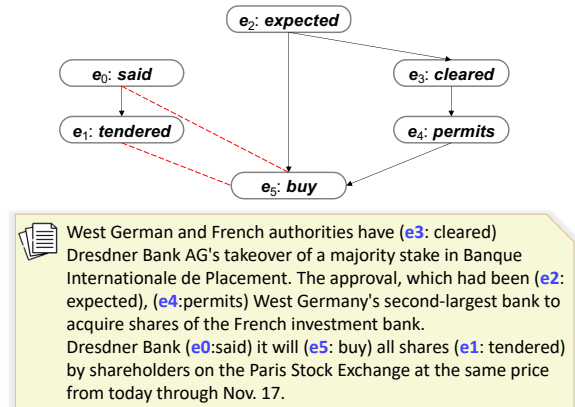 e2: expected
e0: said
e3: cleared
e1: tendered
e4: permits
e5: buy
West German and French authorities have (e3: cleared)
Dresdner Bank AG's takeover of a majority stake in Banque
Internationale de Placement. The approval, which had been (e2:
expected), (e4:permits) West Germany's second-largest bank to
acquire shares of the French investment bank.
Dresdner Bank (e0:said) it will (e5: buy) all shares (e1: tendered)
by shareholders on the Paris Stock Exchange at the same price
from today through Nov. 17.